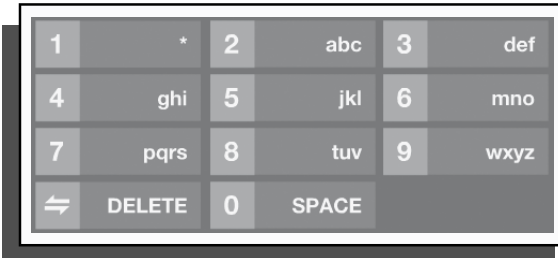 1 * 2 abc 3 def
4 ghi 5 jkl 6 mno
7 pqrs 8 tuv 9 wxyz
⇋ DELETE 0 SPACE